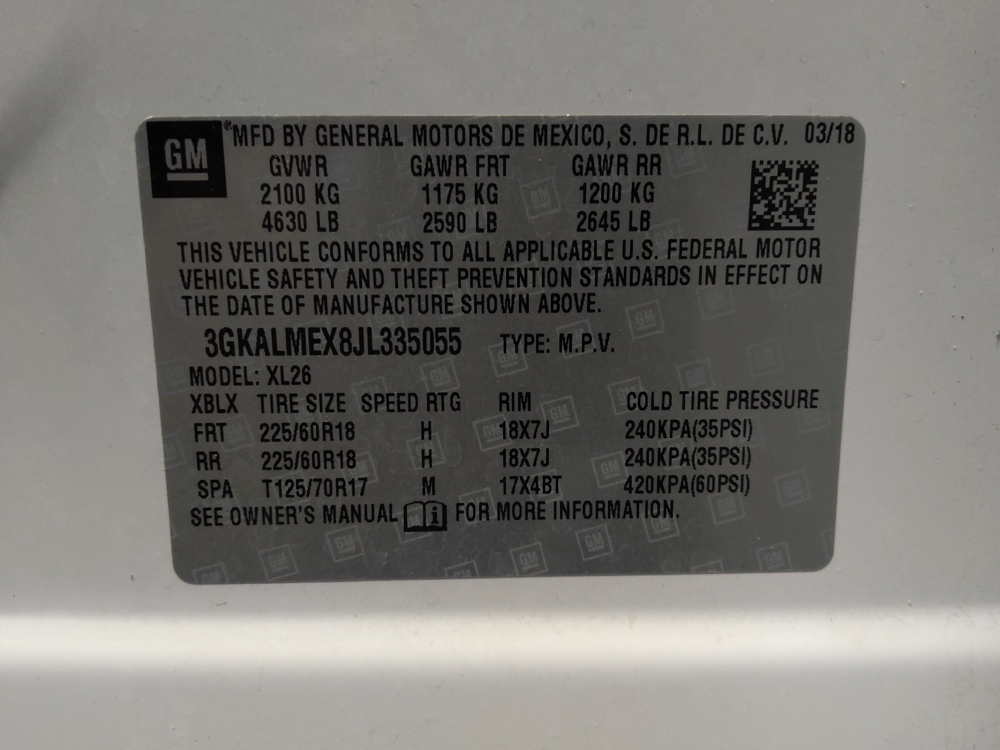 GM ®MFD BY GENERAL MOTORS DE MEXICO, S. DE R.L. DE C.V. 03/18
GVWR GAWR FRT GAWR RR
2100 KG 1175 KG 1200 KG
4630 LB 2590 LB 2645 LB
THIS VEHICLE CONFORMS TO ALL APPLICABLE U.S. FEDERAL MOTOR
VEHICLE SAFETY AND THEFT PREVENTION STANDARDS IN EFFECT ON
THE DATE OF MANUFACTURE SHOWN ABOVE.
3GKALMEX8JL335055 TYPE: M.P.V.
MODEL: XL26
XBLX TIRE SIZE SPEED RTG RIM COLD TIRE PRESSURE
FRT 225/60R18 H 18X7J 240KPA(35PSI)
RR 225/60R18 H 18X7J 240KPA(35PSI)
SPA T125/70R17 M 17X4BT 420KPA(60PSI)
SEE OWNER'S MANUAL i FOR MORE INFORMATION.